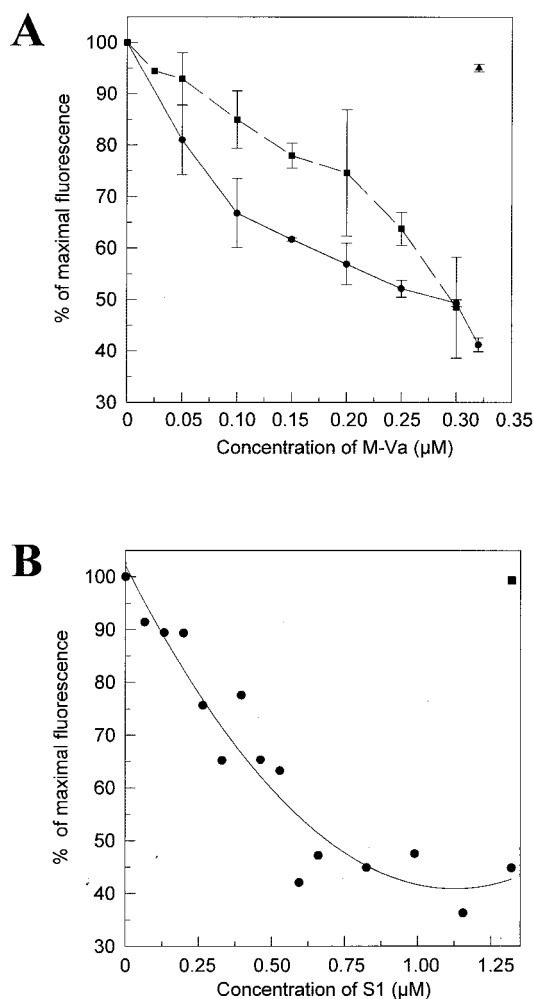 A
100
90
80
70
60
50
40
30
% of maximal fluorescence
0 0.05 0.10 0.15 0.20 0.25 0.30 0.35
Concentration of M-Va (µM)
B
100
90
80
70
60
50
40
30
% of maximal fluorescence
0 0.25 0.50 0.75 1.00 1.25
Concentration of S1 (µM)